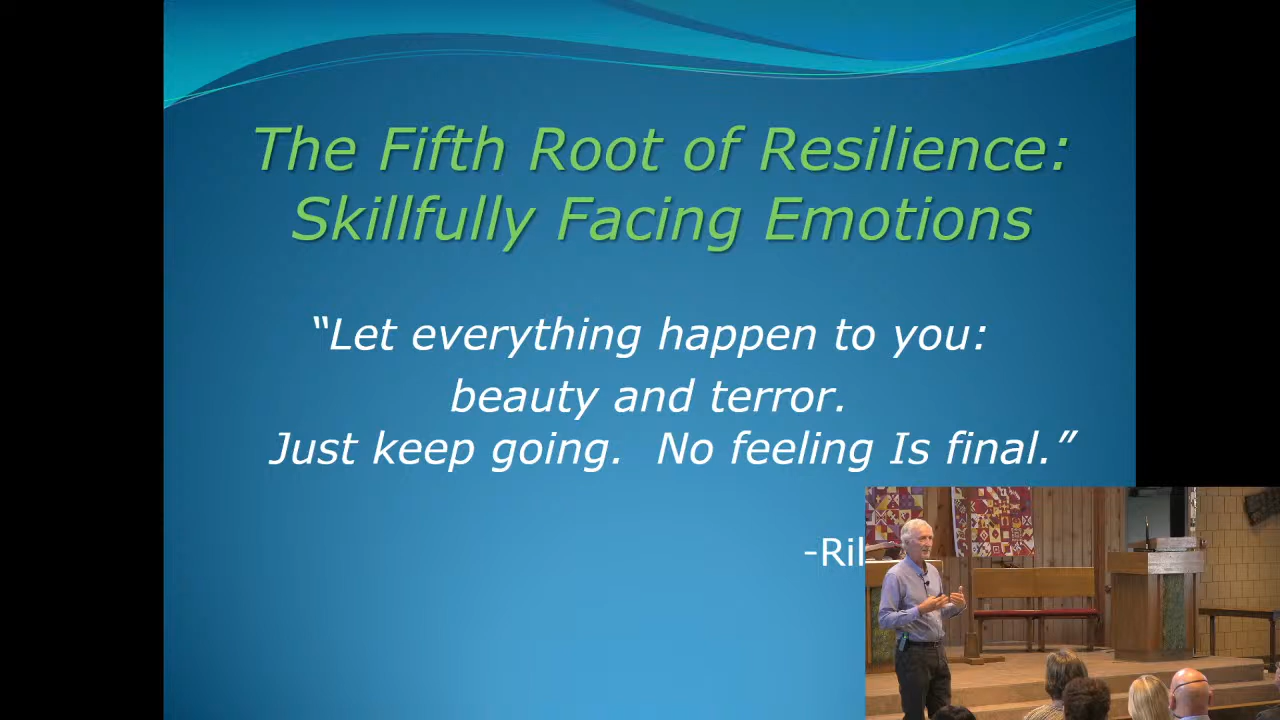 The Fifth Root of Resilience:
Skillfully Facing Emotions
“Let everything happen to you:
beauty and terror.
Just keep going. No feeling Is final.”